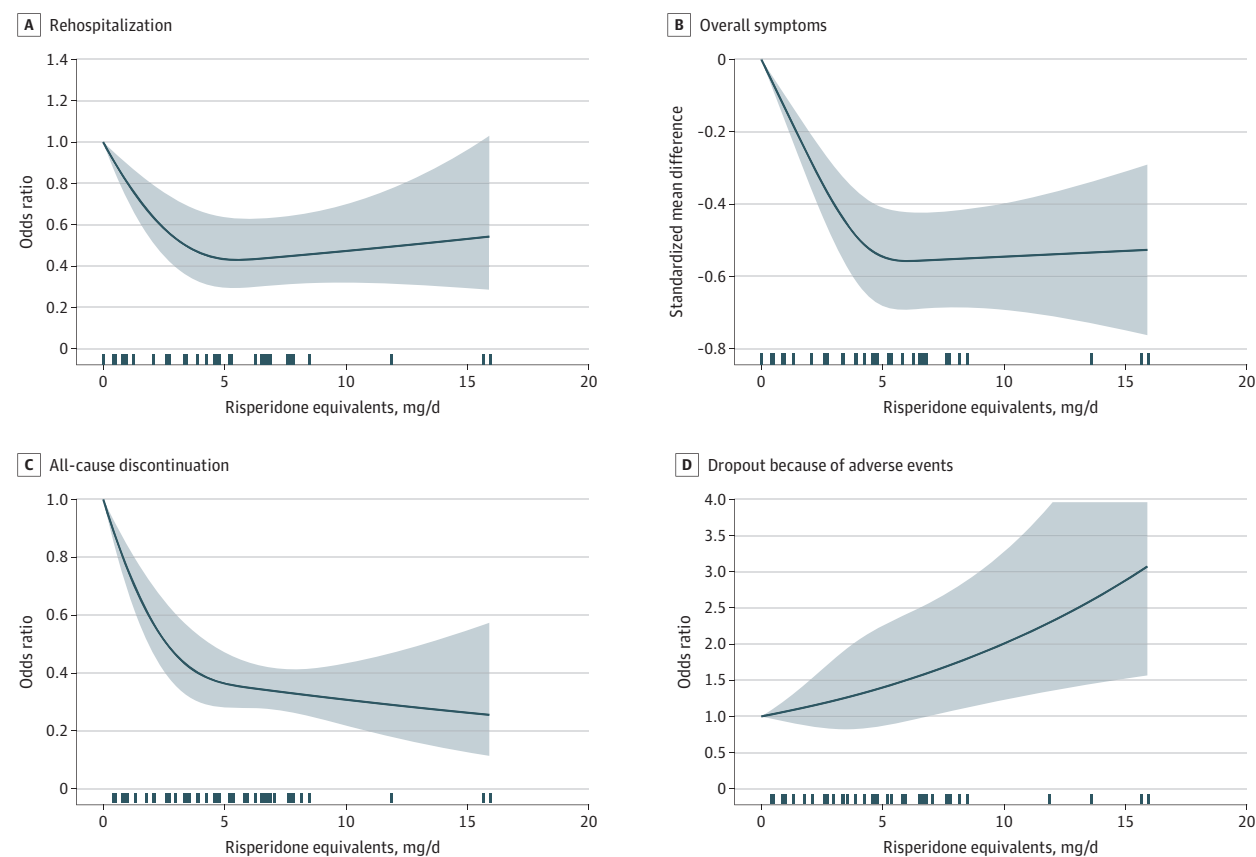 A Rehospitalization
1.4
1.2
1.0
0.8
0.6
0.4
0.2
0
Odds ratio
0 5 10 15 20
Risperidone equivalents, mg/d
B Overall symptoms
0
-0.2
-0.4
-0.6
-0.8
Standardized mean difference
0 5 10 15 20
Risperidone equivalents, mg/d
C All-cause discontinuation
1.0
0.8
0.6
0.4
0.2
0
Odds ratio
0 5 10 15 20
Risperidone equivalents, mg/d
D Dropout because of adverse events
4.0
3.5
3.0
2.5
2.0
1.5
1.0
0.5
0
Odds ratio
0 5 10 15 20
Risperidone equivalents, mg/d